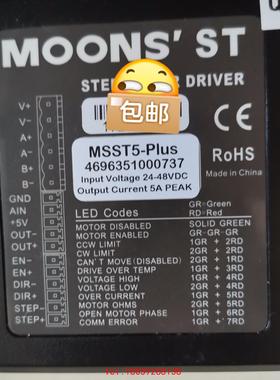 MOONS' ST
DRIVER
包邮
CE
MSST5-Plus
4696351000737
Input Voltage 24-48VDC
Output Current 5A PEAK
RoHS
Made in China
V+
V-
A+
A-
B+
B-
GND
AIN
+5V
OUT-
OUT+
EN-
EN+
DIR-
DIR+
STEP-
STEP+
LED Codes
GR=Green
RD=Red
MOTOR DISABLED SOLID GREEN
MOTOR ENABLED GR-GR-GR
CCW LIMIT 1GR + 2RD
CW LIMIT 2GR + 2RD
CAN'T MOVE(DISABLED) 2GR + 1RD
DRIVE OVER TEMP 1GR + 3RD
VOLTAGE HIGH 1GR + 4RD
VOLTAGE LOW 2GR + 4RD
OVER CURRENT 1GR + 5RD
MOTOR OHMS 2GR + 5RD
OPEN MOTOR PHASE 1GR + 6RD
COMM ERROR 1GR + 7RD